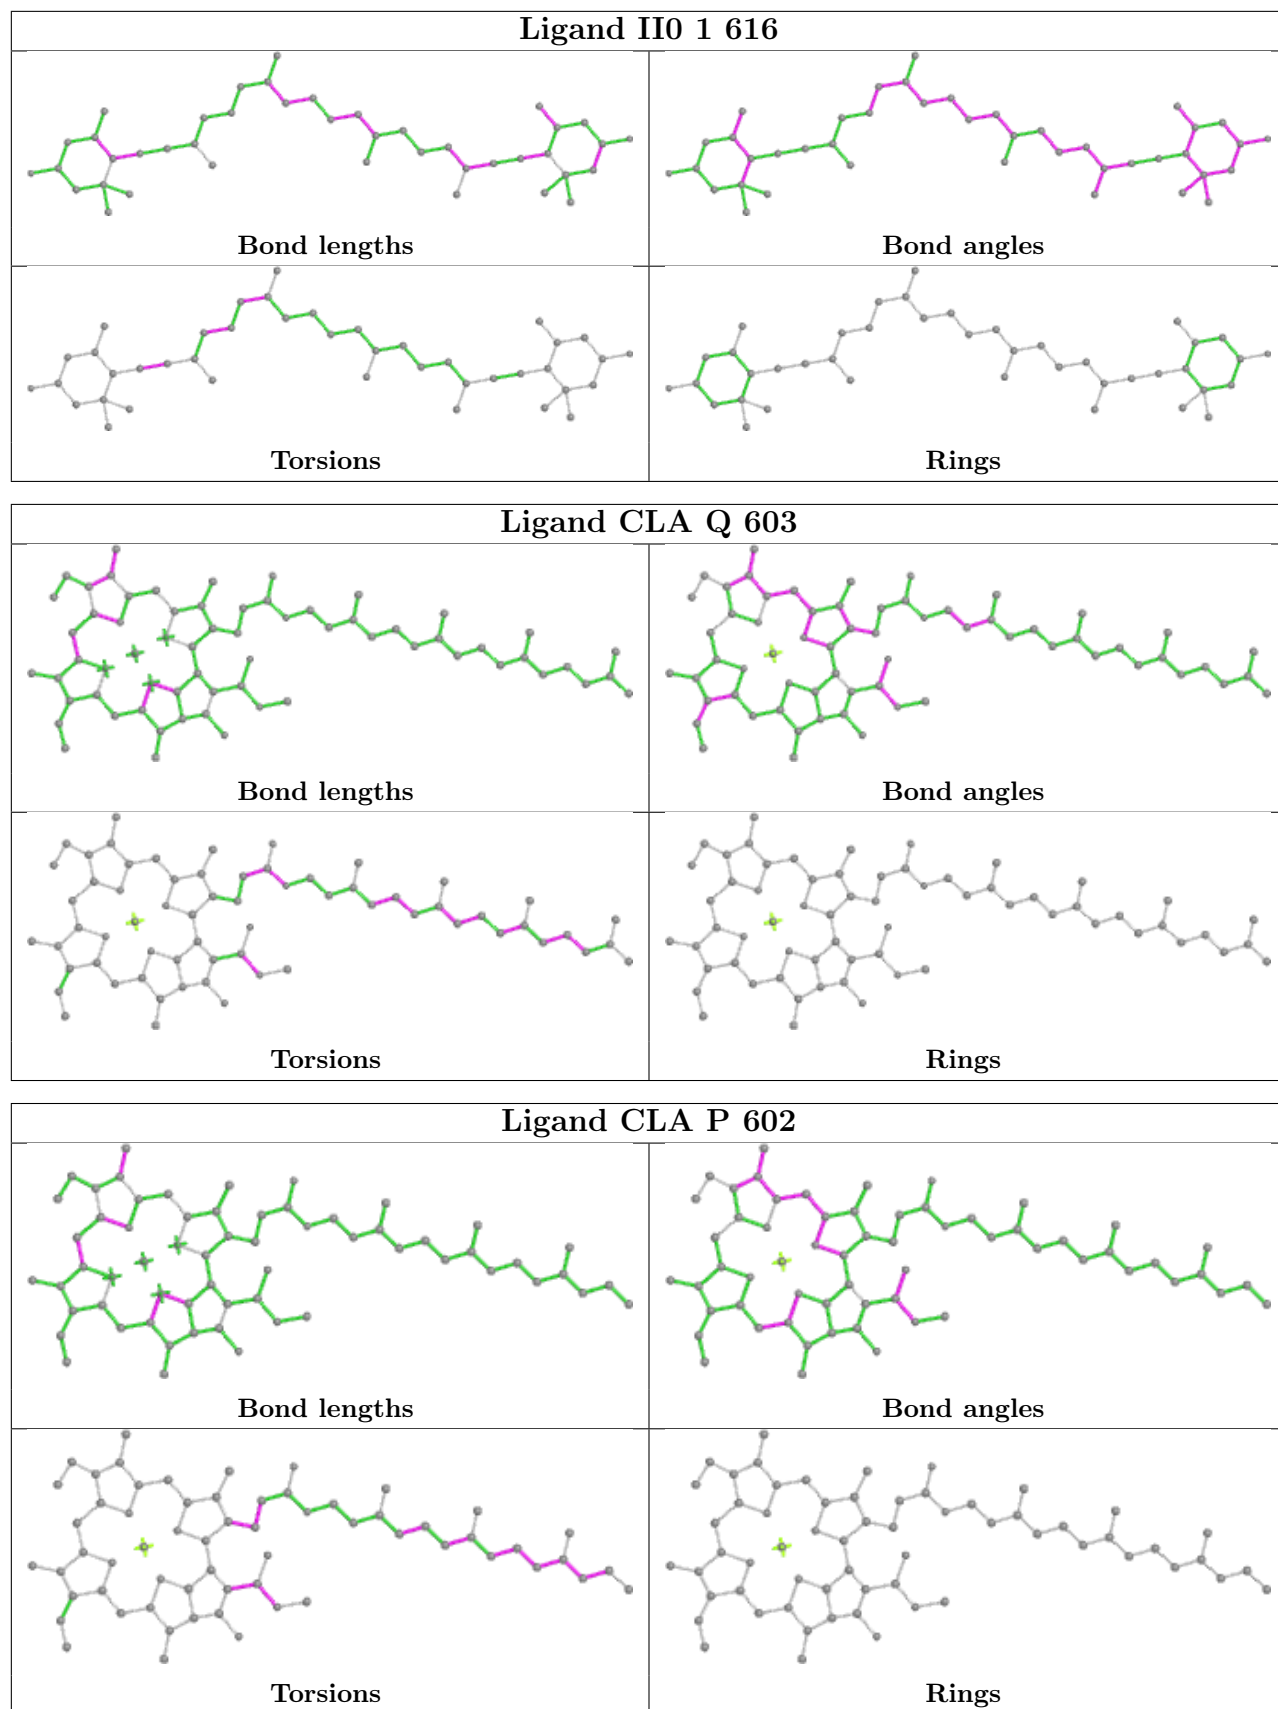 Ligand II0 1 616
Bond lengths
Bond angles
Torsions
Rings
Ligand CLA Q 603
Bond lengths
Bond angles
Torsions
Rings
Ligand CLA P 602
Bond lengths
Bond angles
Torsions
Rings